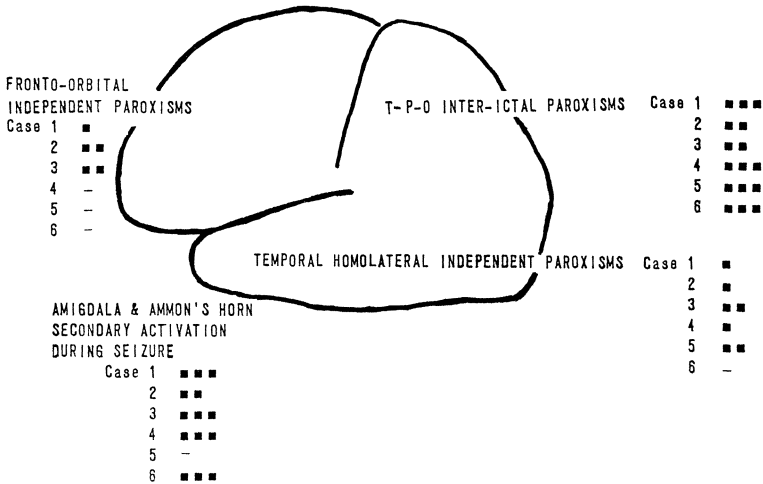 FRONTO-ORBITAL
INDEPENDENT PAROXISMS
Case 1 ■
2 ■■
3 ■■
4 –
5 –
6 –
T-P-O INTER-ICTAL PAROXISMS Case 1 ■■■
2 ■■
3 ■■
4 ■■■
5 ■■■
6 ■■■
TEMPORAL HOMOLATERAL INDEPENDENT PAROXISMS Case 1 ■
2 ■
3 ■■
4 ■
5 ■■
6 –
AMIGDALA & AMMON'S HORN
SECONDARY ACTIVATION
DURING SEIZURE
Case 1 ■■■
2 ■■
3 ■■■
4 ■■■
5 –
6 ■■■